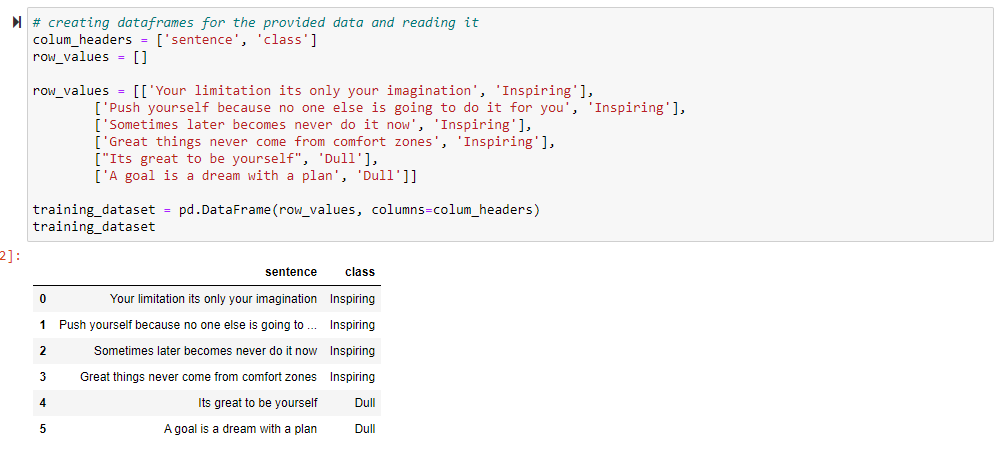 # creating dataframes for the provided data and reading it
colum_headers = ['sentence', 'class']
row_values = []
row_values = [['Your limitation its only your imagination', 'Inspiring'],
['Push yourself because no one else is going to do it for you', 'Inspiring'],
['Sometimes later becomes never do it now', 'Inspiring'],
['Great things never come from comfort zones', 'Inspiring'],
["Its great to be yourself", 'Dull'],
['A goal is a dream with a plan', 'Dull']]
training_dataset = pd.DataFrame(row_values, columns=colum_headers)
training_dataset
2]:
sentence class
0 Your limitation its only your imagination Inspiring
1 Push yourself because no one else is going to ... Inspiring
2 Sometimes later becomes never do it now Inspiring
3 Great things never come from comfort zones Inspiring
4 Its great to be yourself Dull
5 A goal is a dream with a plan Dull